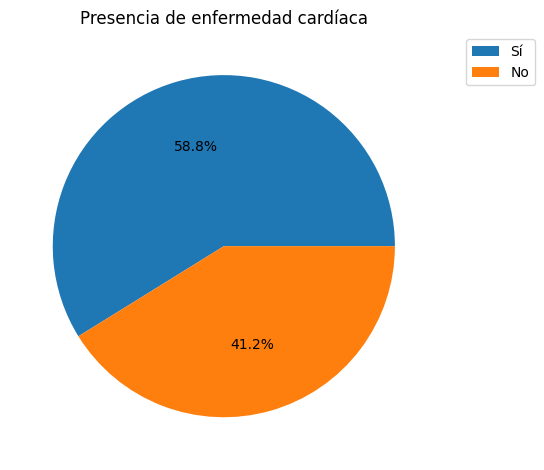 Presencia de enfermedad cardíaca
Sí
No
58.8%
41.2%